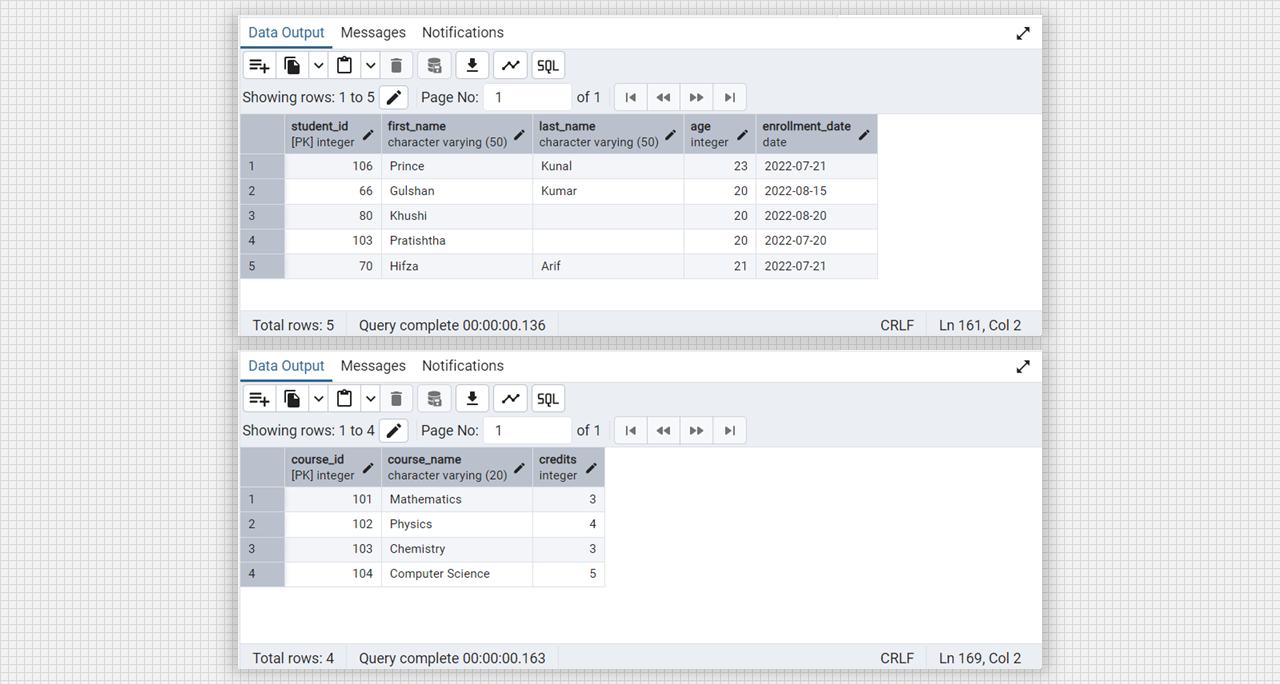 Data Output Messages Notifications
SQL
Showing rows: 1 to 5 Page No: 1 of 1
student_id first_name last_name age enrollment_date
[PK] integer character varying (50) character varying (50) integer date
1 106 Prince Kunal 23 2022-07-21
2 66 Gulshan Kumar 20 2022-08-15
3 80 Khushi 20 2022-08-20
4 103 Pratishtha 20 2022-07-20
5 70 Hifza Arif 21 2022-07-21
Total rows: 5 Query complete 00:00:00.136 CRLF Ln 161, Col 2
Data Output Messages Notifications
SQL
Showing rows: 1 to 4 Page No: 1 of 1
course_id course_name credits
[PK] integer character varying (20) integer
1 101 Mathematics 3
2 102 Physics 4
3 103 Chemistry 3
4 104 Computer Science 5
Total rows: 4 Query complete 00:00:00.163 CRLF Ln 169, Col 2